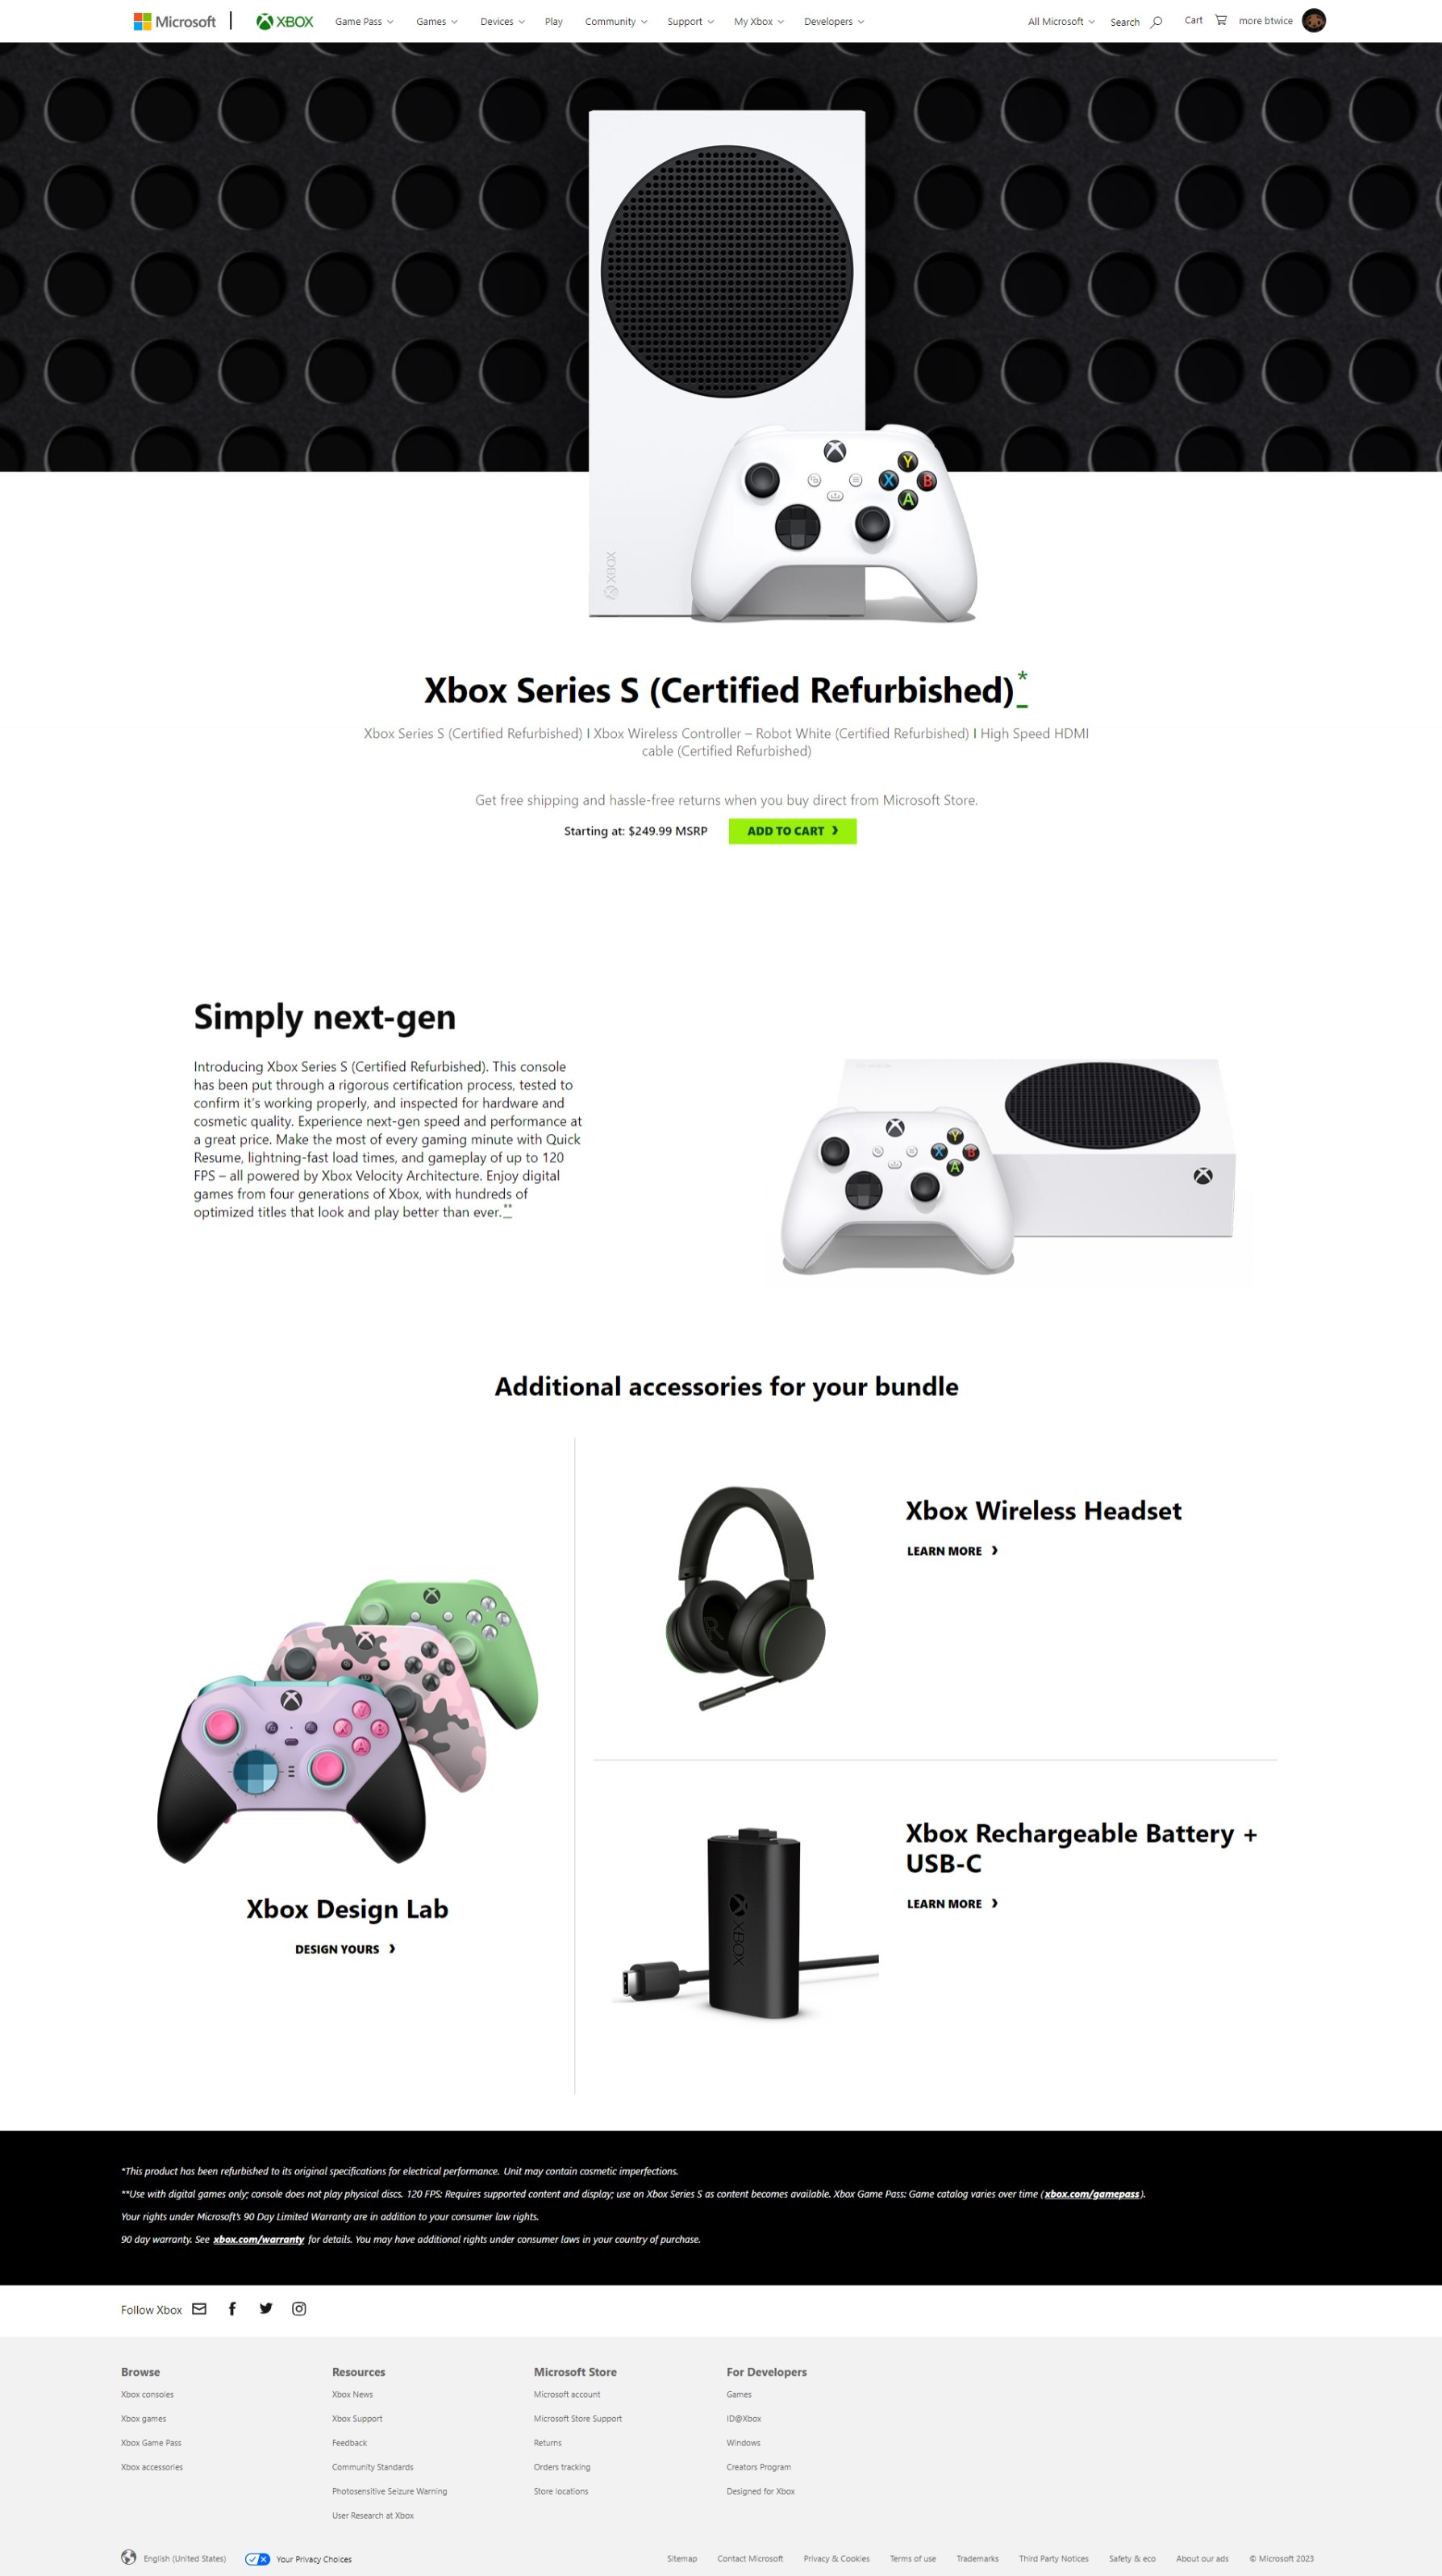 Microsoft XBOX Game Pass Games Devices Play Community Support My Xbox Developers All Microsoft Search Cart more btwice
XBOX
Y
X B
A
Xbox Series S (Certified Refurbished)*
Xbox Series S (Certified Refurbished) I Xbox Wireless Controller – Robot White (Certified Refurbished) I High Speed HDMI
cable (Certified Refurbished)
Get free shipping and hassle-free returns when you buy direct from Microsoft Store.
Starting at: $249.99 MSRP ADD TO CART
Simply next-gen
Introducing Xbox Series S (Certified Refurbished). This console
has been put through a rigorous certification process, tested to
confirm it's working properly, and inspected for hardware and
cosmetic quality. Experience next-gen speed and performance at
a great price. Make the most of every gaming minute with Quick
Resume, lightning-fast load times, and gameplay of up to 120
FPS – all powered by Xbox Velocity Architecture. Enjoy digital
games from four generations of Xbox, with hundreds of
optimized titles that look and play better than ever.**
Y
X B
A
Additional accessories for your bundle
Xbox Wireless Headset
LEARN MORE
R
Xbox Rechargeable Battery +
USB-C
LEARN MORE
XBOX
Xbox Design Lab
DESIGN YOURS
*This product has been refurbished to its original specifications for electrical performance. Unit may contain cosmetic imperfections.
**Use with digital games only; console does not play physical discs. 120 FPS: Requires supported content and display; use on Xbox Series S as content becomes available. Xbox Game Pass: Game catalog varies over time (xbox.com/gamepass).
Your rights under Microsoft's 90 Day Limited Warranty are in addition to your consumer law rights.
90 day warranty. See xbox.com/warranty for details. You may have additional rights under consumer laws in your country of purchase.
Follow Xbox
Browse
Xbox consoles
Xbox games
Xbox Game Pass
Xbox accessories
Resources
Xbox News
Xbox Support
Feedback
Community Standards
Photosensitive Seizure Warning
User Research at Xbox
Microsoft Store
Microsoft account
Microsoft Store Support
Returns
Orders tracking
Store locations
For Developers
Games
ID@Xbox
Windows
Creators Program
Designed for Xbox
English (United States) Your Privacy Choices Sitemap Contact Microsoft Privacy & Cookies Terms of use Trademarks Third Party Notices Safety & eco About our ads © Microsoft 2023